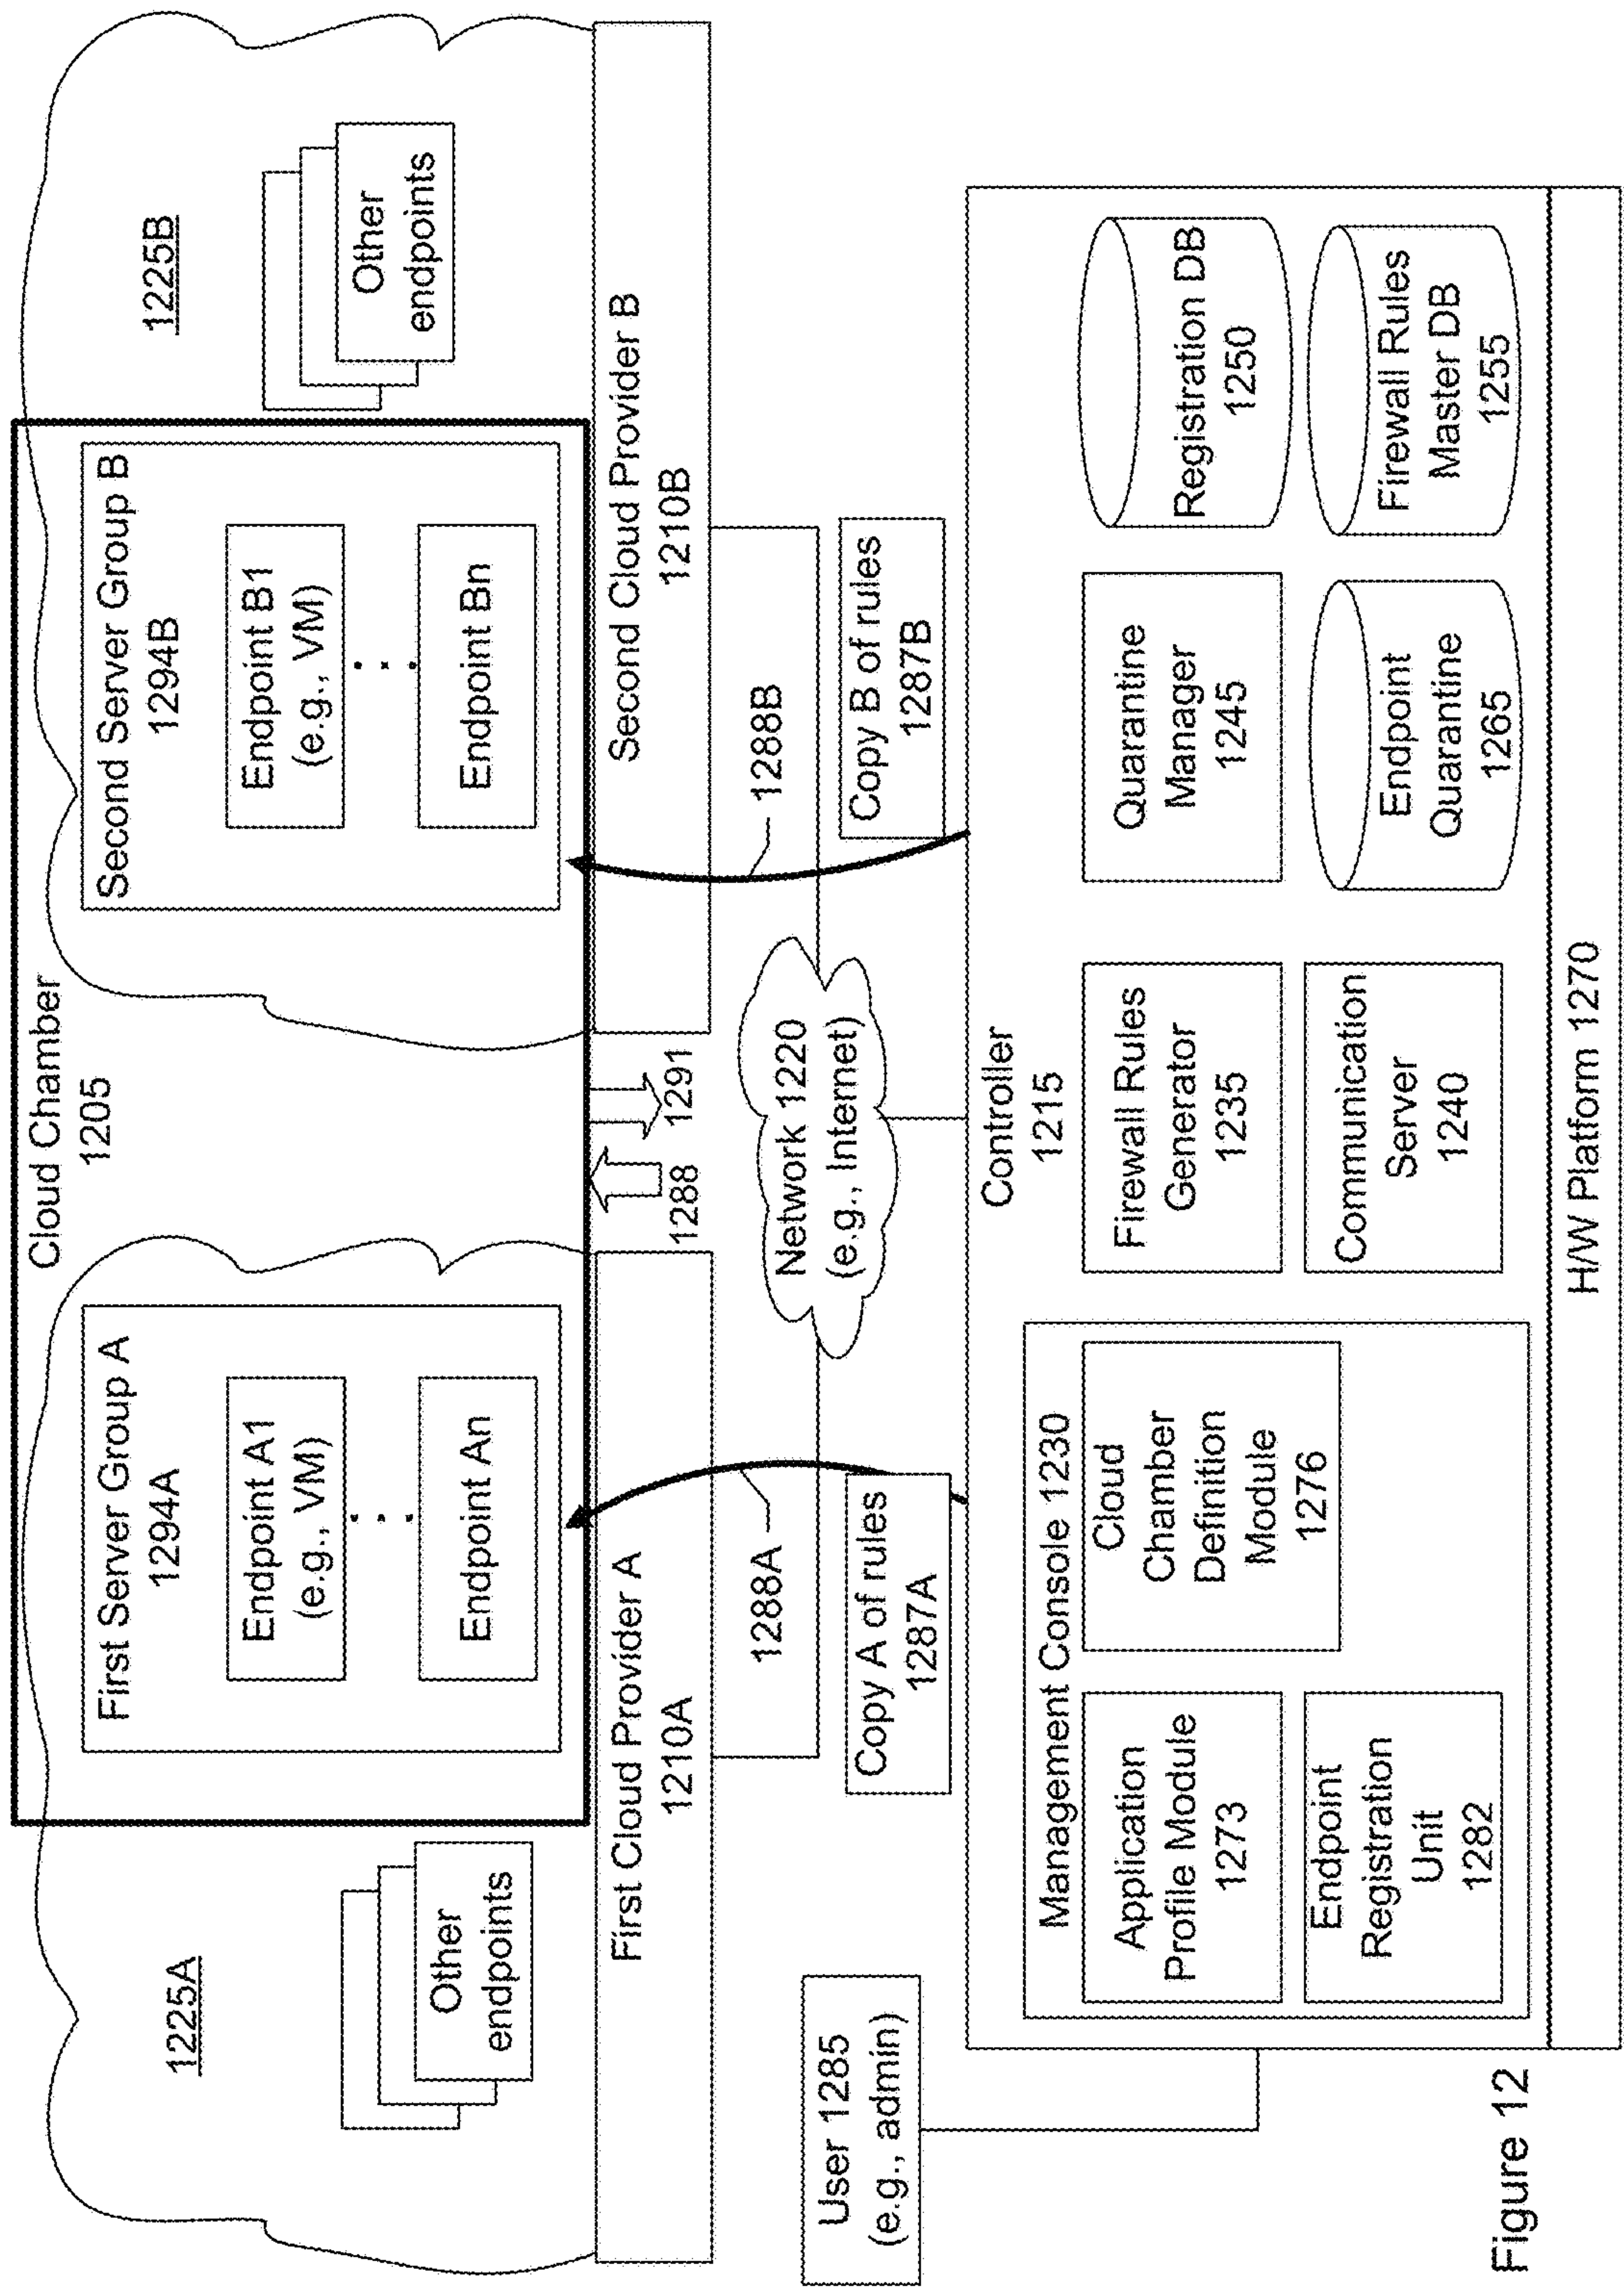 Cloud Chamber
1205
1225A
Other
endpoints
First Server Group A
1294A
Endpoint A1
(e.g., VM)
Endpoint An
Second Server Group B
1294B
Endpoint B1
(e.g., VM)
Endpoint Bn
1225B
Other
endpoints
First Cloud Provider A
1210A
1288
1291
Second Cloud Provider B
1210B
1288A
1288B
Network 1220
(e.g., Internet)
User 1285
(e.g., admin)
Copy A of rules
1287A
Copy B of rules
1287B
Controller
1215
Management Console 1230
Application
Profile Module
1273
Cloud
Chamber
Definition
Module
1276
Endpoint
Registration
Unit
1282
Firewall Rules
Generator
1235
Communication
Server
1240
Quarantine
Manager
1245
Endpoint
Quarantine
1265
Registration DB
1250
Firewall Rules
Master DB
1255
H/W Platform 1270
Figure 12